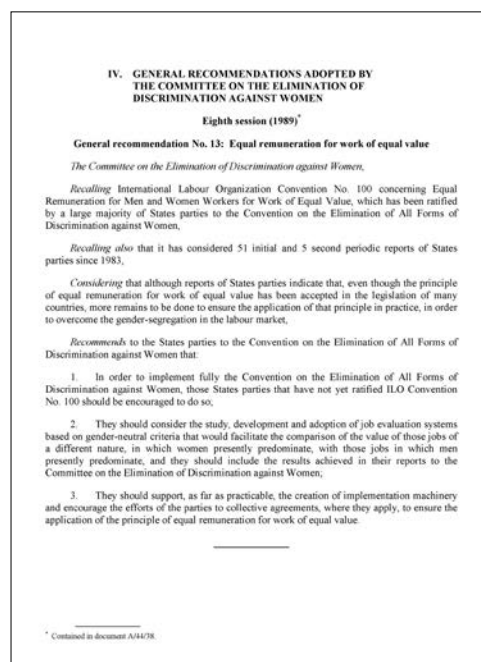 IV. GENERAL RECOMMENDATIONS ADOPTED BY
THE COMMITTEE ON THE ELIMINATION OF
DISCRIMINATION AGAINST WOMEN
Eighth session (1989)*
General recommendation No. 13: Equal remuneration for work of equal value
The Committee on the Elimination of Discrimination against Women,
Recalling International Labour Organization Convention No. 100 concerning Equal
Remuneration for Men and Women Workers for Work of Equal Value, which has been ratified
by a large majority of States parties to the Convention on the Elimination of All Forms of
Discrimination against Women,
Recalling also that it has considered 51 initial and 5 second periodic reports of States
parties since 1983,
Considering that although reports of States parties indicate that, even though the principle
of equal remuneration for work of equal value has been accepted in the legislation of many
countries, more remains to be done to ensure the application of that principle in practice, in order
to overcome the gender-segregation in the labour market,
Recommends to the States parties to the Convention on the Elimination of All Forms of
Discrimination against Women that:
1. In order to implement fully the Convention on the Elimination of All Forms of
Discrimination against Women, those States parties that have not yet ratified ILO Convention
No. 100 should be encouraged to do so;
2. They should consider the study, development and adoption of job evaluation systems
based on gender-neutral criteria that would facilitate the comparison of the value of those jobs of
a different nature, in which women presently predominate, with those jobs in which men
presently predominate, and they should include the results achieved in their reports to the
Committee on the Elimination of Discrimination against Women;
3. They should support, as far as practicable, the creation of implementation machinery
and encourage the efforts of the parties to collective agreements, where they apply, to ensure the
application of the principle of equal remuneration for work of equal value.
* Contained in document A/44/38.